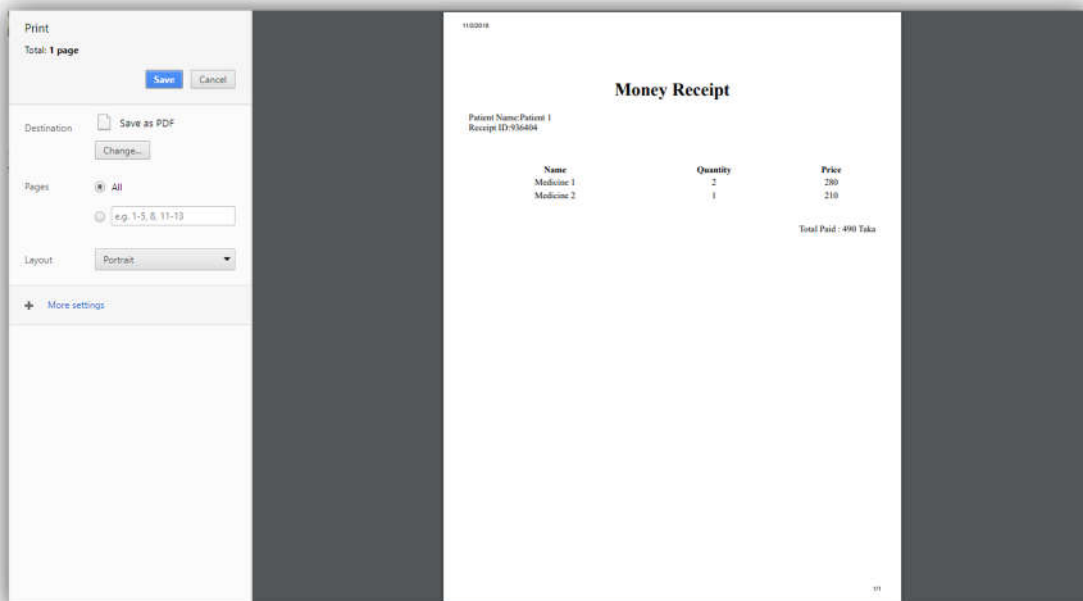 Print
Total: 1 page
Save Cancel
Destination Save as PDF
Change...
Pages All
e.g. 1-5, 8, 11-13
Layout Portrait
More settings
Money Receipt
Patient Name:Patient 1
Receipt ID:936404
Name Quantity Price
Medicine 1 2 280
Medicine 2 1 210
Total Paid : 490 Taka
1/1